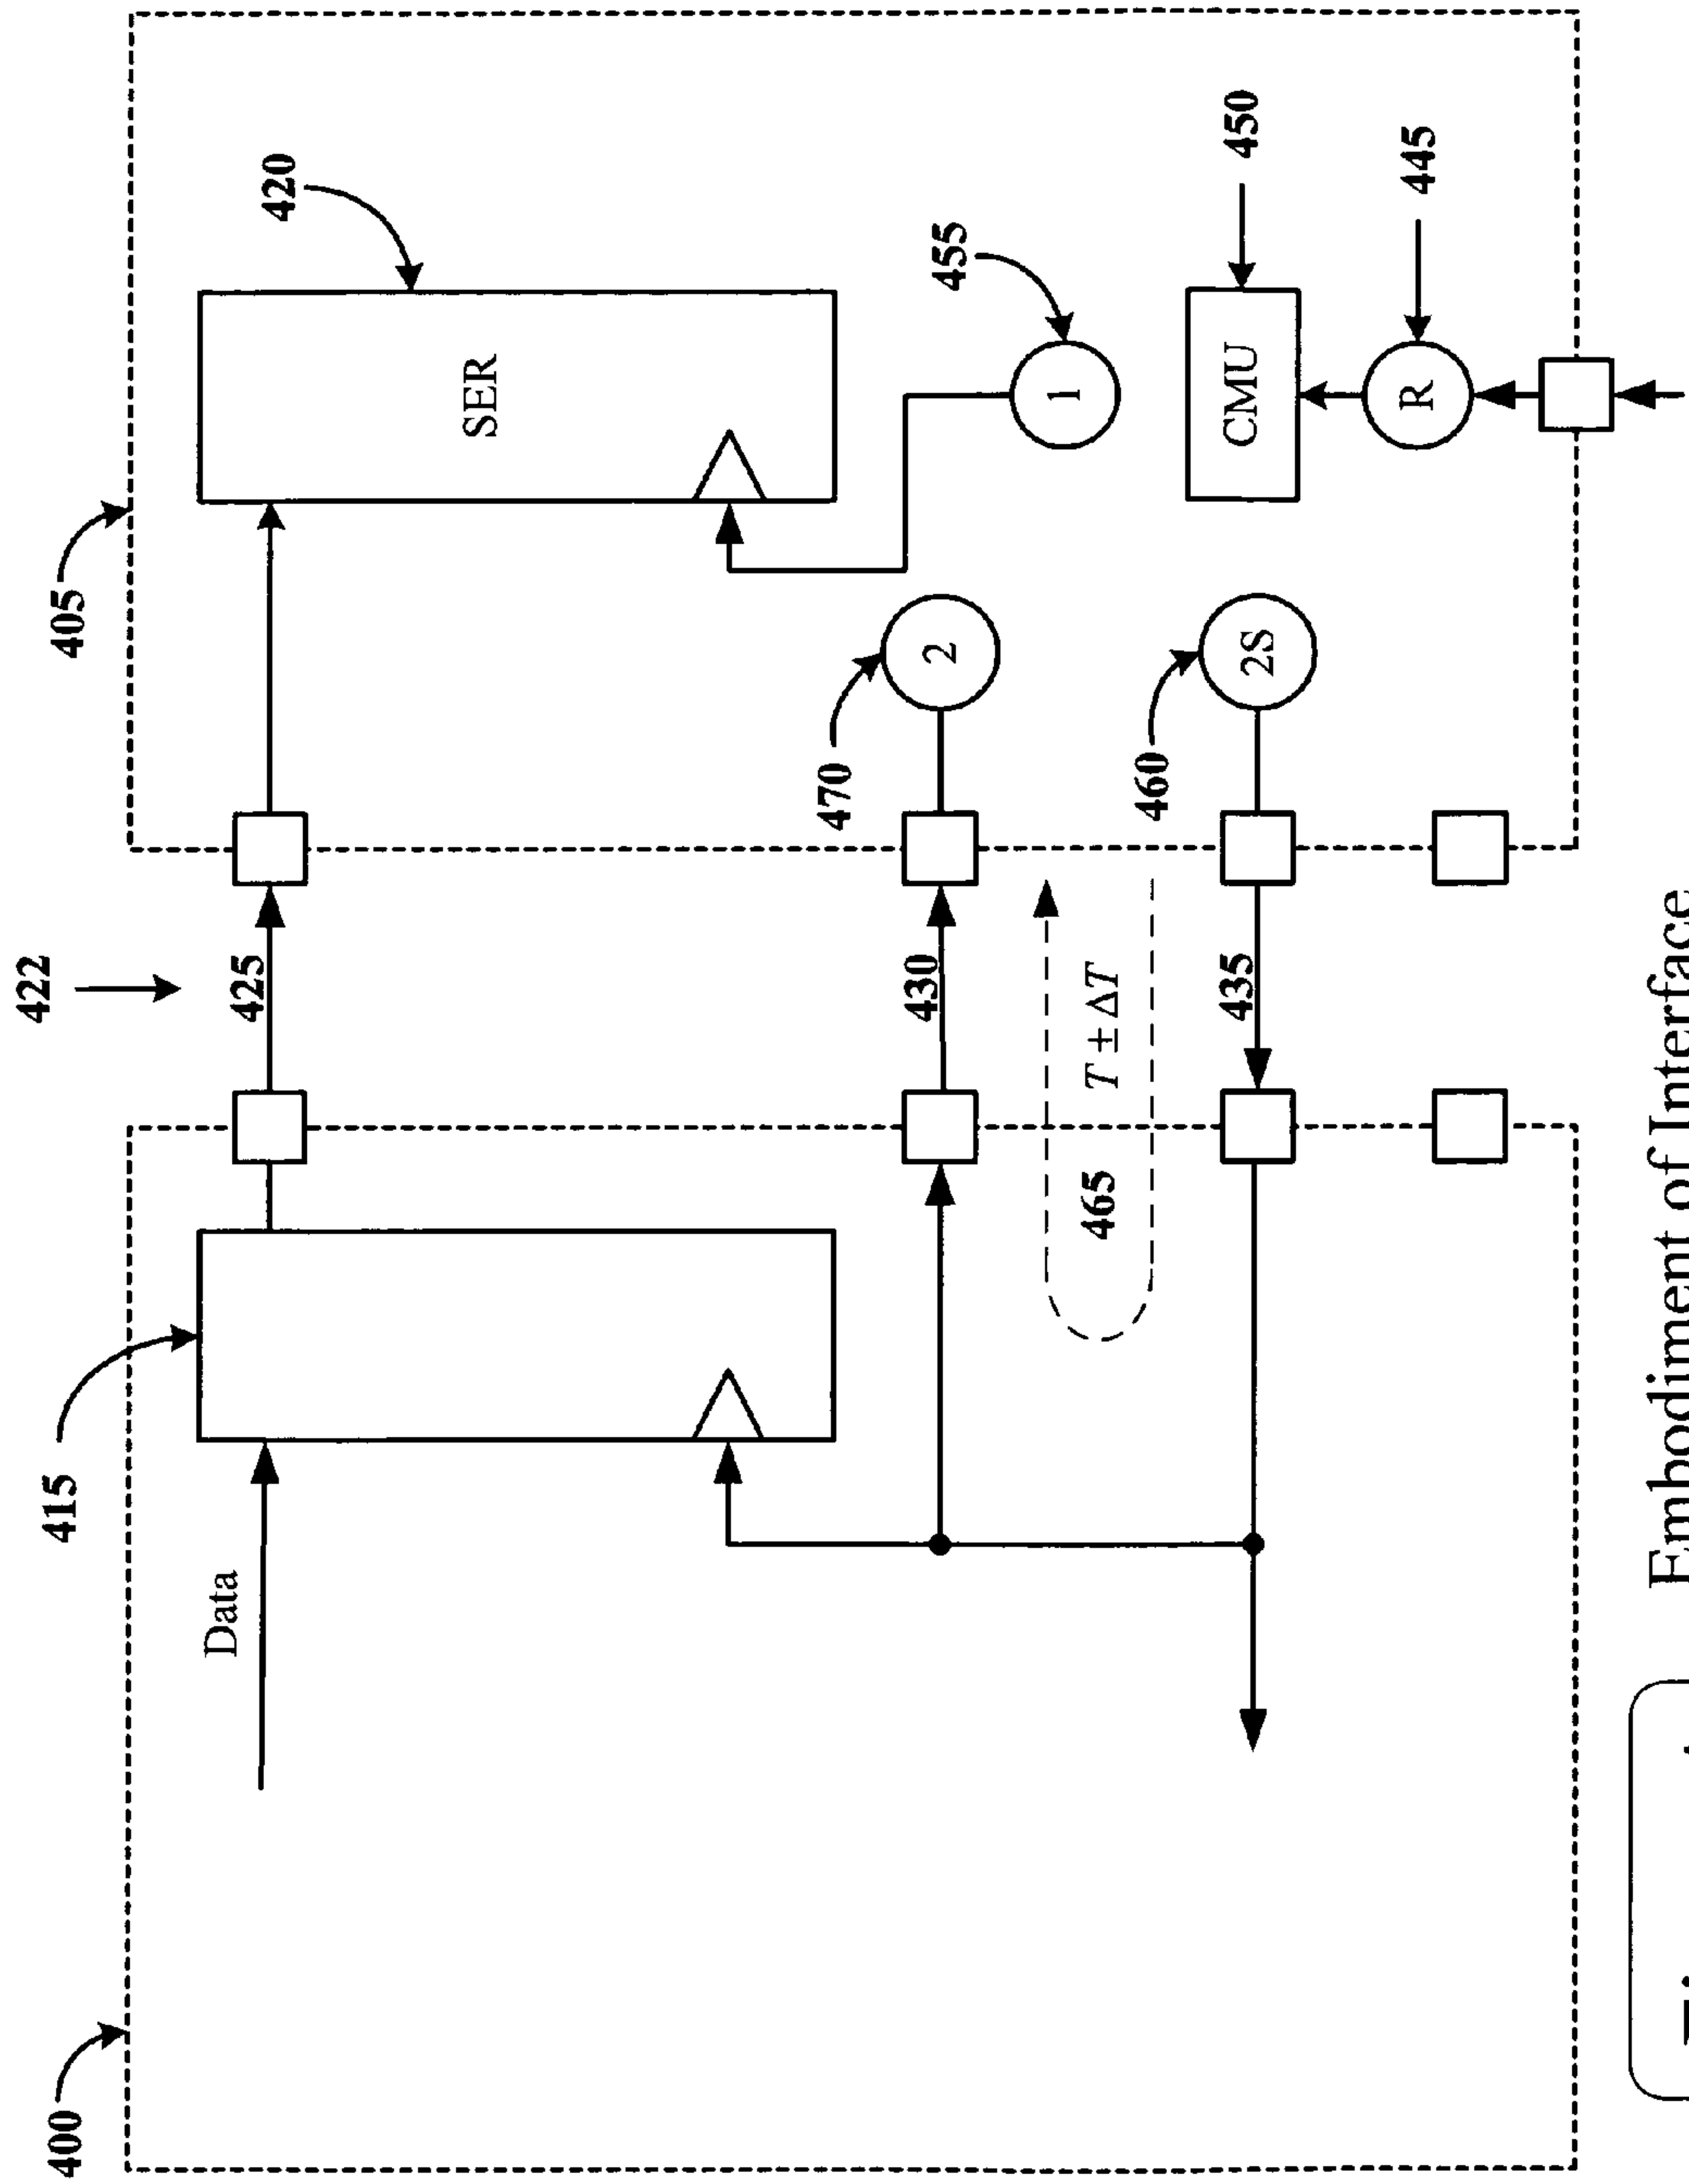 422
400
415
405
Data
425
420
SER
470
430
2
455
1
465
T ± ΔT
460
435
2S
CMU
450
R
445
Embodiment of Interface